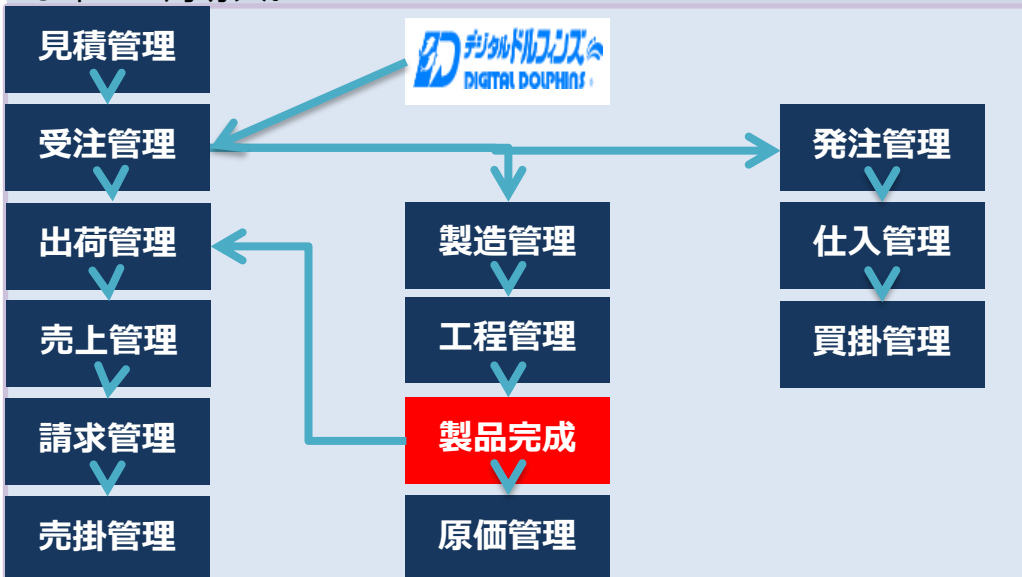 見積管理
デジタルドルフィンズ
DIGITAL DOLPHINS
受注管理
発注管理
出荷管理
製造管理
仕入管理
売上管理
工程管理
買掛管理
請求管理
製品完成
売掛管理
原価管理